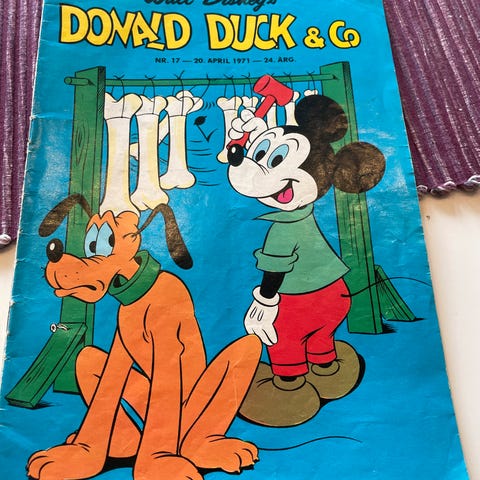 Walt Disney's
DONALD DUCK & Co
NR. 17 — 20. APRIL 1971 — 24. ÅRG.